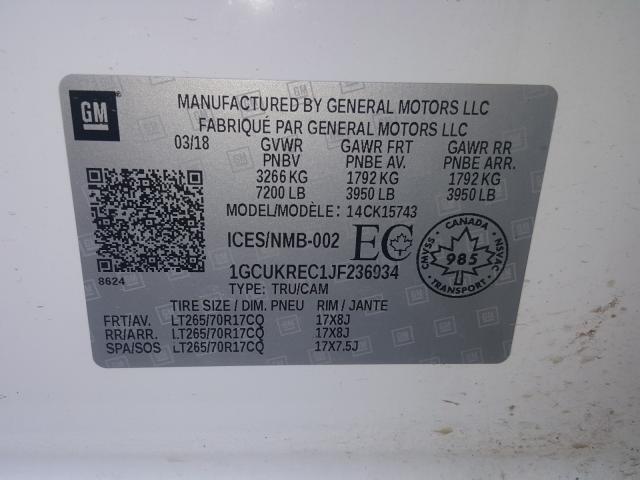 GM
MANUFACTURED BY GENERAL MOTORS LLC
FABRIQUÉ PAR GENERAL MOTORS LLC
03/18 GVWR GAWR FRT GAWR RR
PNBV PNBE AV. PNBE ARR.
3266 KG 1792 KG 1792 KG
7200 LB 3950 LB 3950 LB
MODEL/MODÈLE: 14CK15743
ICES/NMB-002 EC
CANADA
CMVSS 985 NSVAC
TRANSPORT
8624
1GCUKREC1JF236034
TYPE: TRU/CAM
TIRE SIZE / DIM. PNEU RIM / JANTE
FRT/AV. LT265/70R17CQ 17X8J
RR/ARR. LT265/70R17CQ 17X8J
SPA/SOS LT265/70R17CQ 17X7.5J